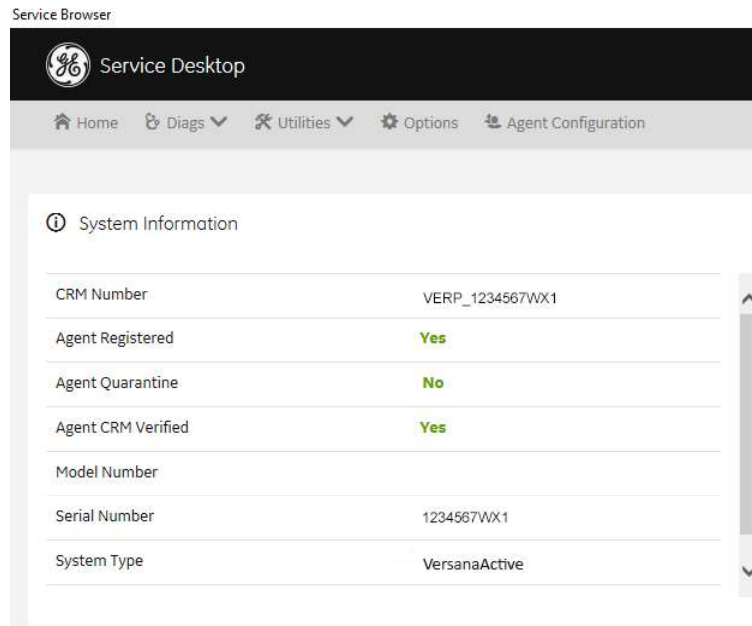 Service Browser
GE Service Desktop
Home Diags Utilities Options Agent Configuration
System Information
CRM Number VERP_1234567WX1
Agent Registered Yes
Agent Quarantine No
Agent CRM Verified Yes
Model Number
Serial Number 1234567WX1
System Type VersanaActive